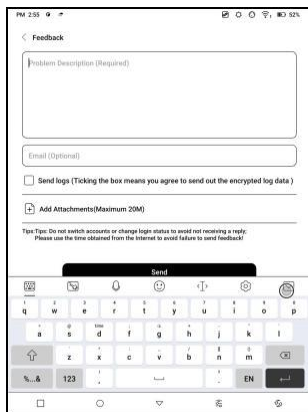 PM 2:55
52%
Feedback
Problem Description (Required)
Email (Optional)
Send logs (Ticking the box means you agree to send out the encrypted log data )
Add Attachments(Maximum 20M)
Tips:Tips: Do not switch accounts or change login status to avoid not receiving a reply;
Please use the time obtained from the Internet to avoid failure to send feedback!
Send
q w e r t y u i o p
a s d f g h j k l
z x c v b n m
%...& 123 EN